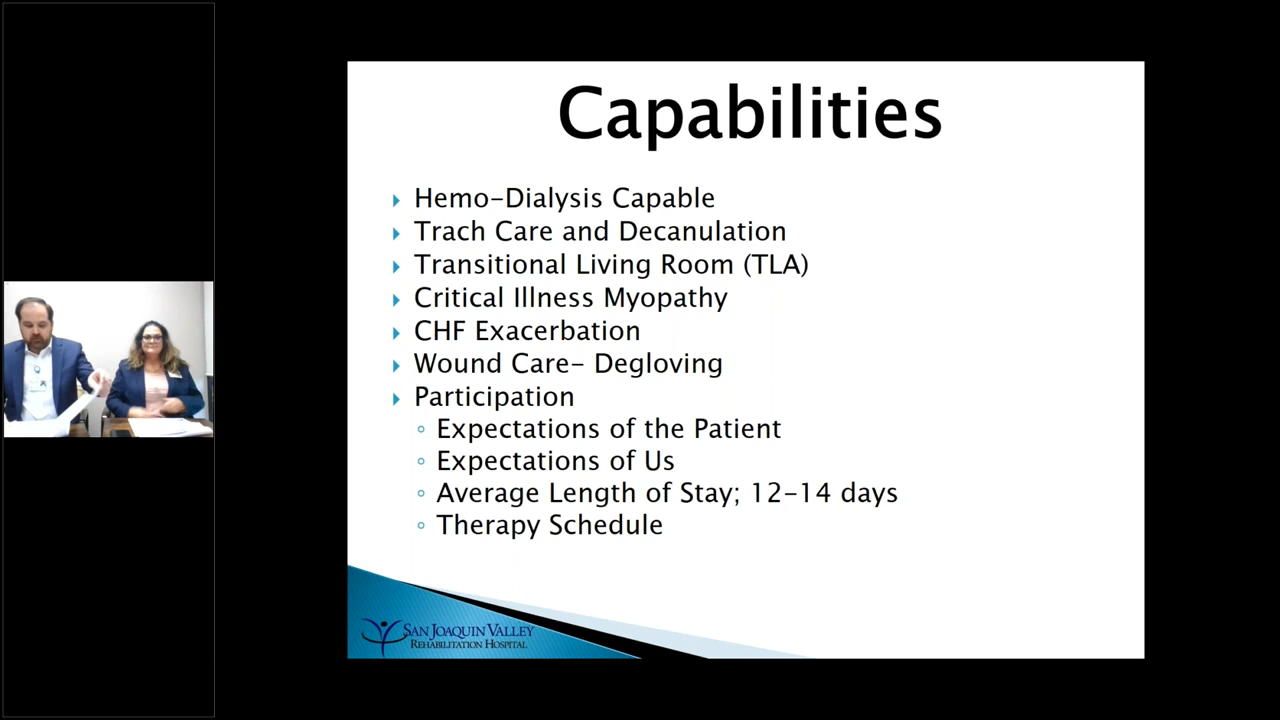 Capabilities
Hemo-Dialysis Capable
Trach Care and Decanulation
Transitional Living Room (TLA)
Critical Illness Myopathy
CHF Exacerbation
Wound Care- Degloving
Participation
Expectations of the Patient
Expectations of Us
Average Length of Stay; 12-14 days
Therapy Schedule
SAN JOAQUIN VALLEY
REHABILITATION HOSPITAL